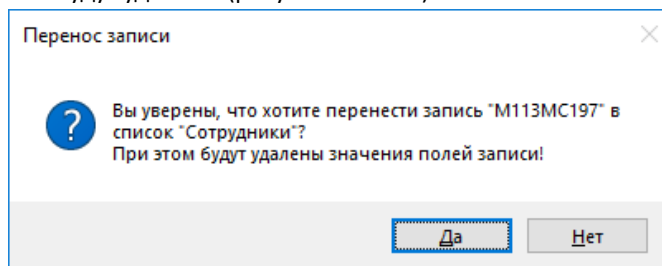 Перенос записи
Вы уверены, что хотите перенести запись "М113МС197" в
список "Сотрудники"?
При этом будут удалены значения полей записи!
Да
Нет